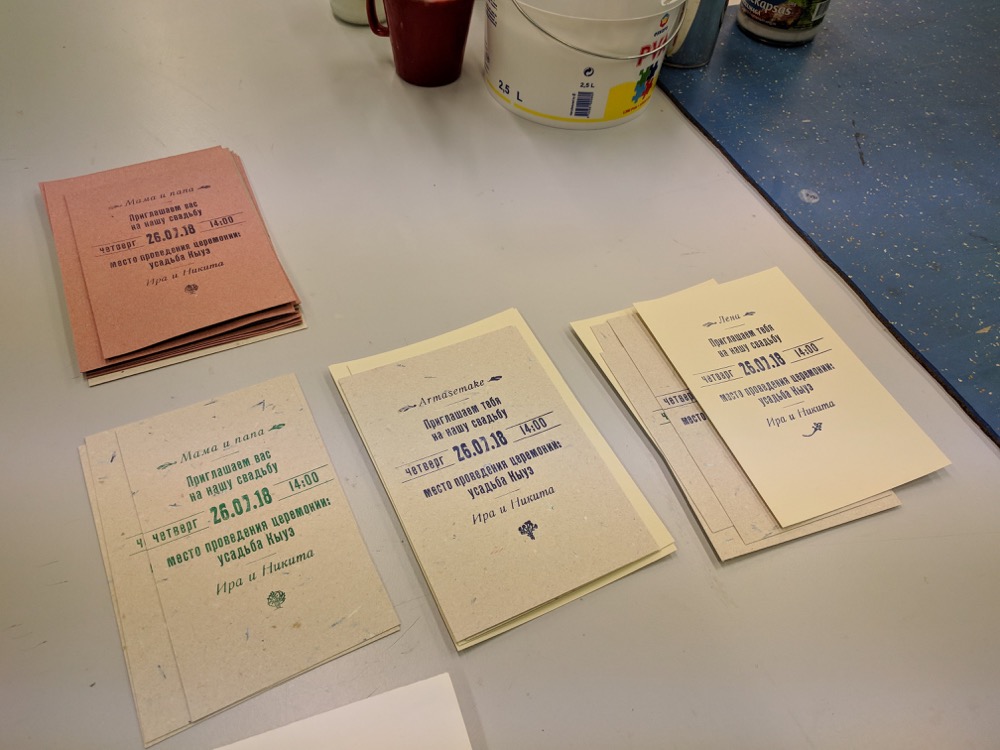 2,5 L
2,5 L
Мама и папа
Приглашаем вас
на нашу свадьбу
четверг 26.07.18 14:00
место проведения церемонии:
усадьба Кыуэ
Ира и Никита
Мама и папа
Приглашаем вас
на нашу свадьбу
четверг 26.07.18 14:00
место проведения церемонии:
усадьба Кыуэ
Ира и Никита
Armásemake
Приглашаем тебя
на нашу свадьбу
четверг 26.07.18 14:00
место проведения церемонии:
усадьба Кыуэ
Ира и Никита
Лени
Приглашаем тебя
на нашу свадьбу
четверг 26.07.18 14:00
место проведения церемонии:
усадьба Кыуэ
Ира и Никита